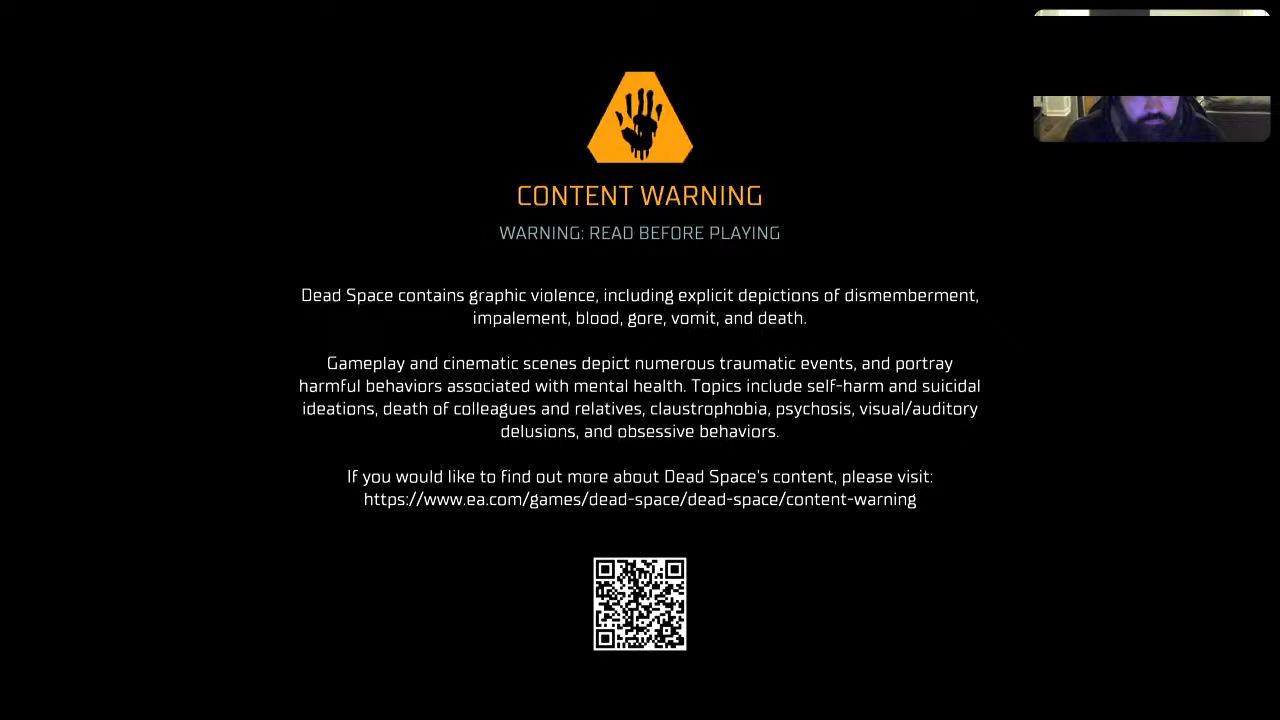 CONTENT WARNING
WARNING: READ BEFORE PLAYING
Dead Space contains graphic violence, including explicit depictions of dismemberment,
impalement, blood, gore, vomit, and death.
Gameplay and cinematic scenes depict numerous traumatic events, and portray
harmful behaviors associated with mental health. Topics include self-harm and suicidal
ideations, death of colleagues and relatives, claustrophobia, psychosis, visual/auditory
delusions, and obsessive behaviors.
If you would like to find out more about Dead Space's content, please visit:
https://www.ea.com/games/dead-space/dead-space/content-warning